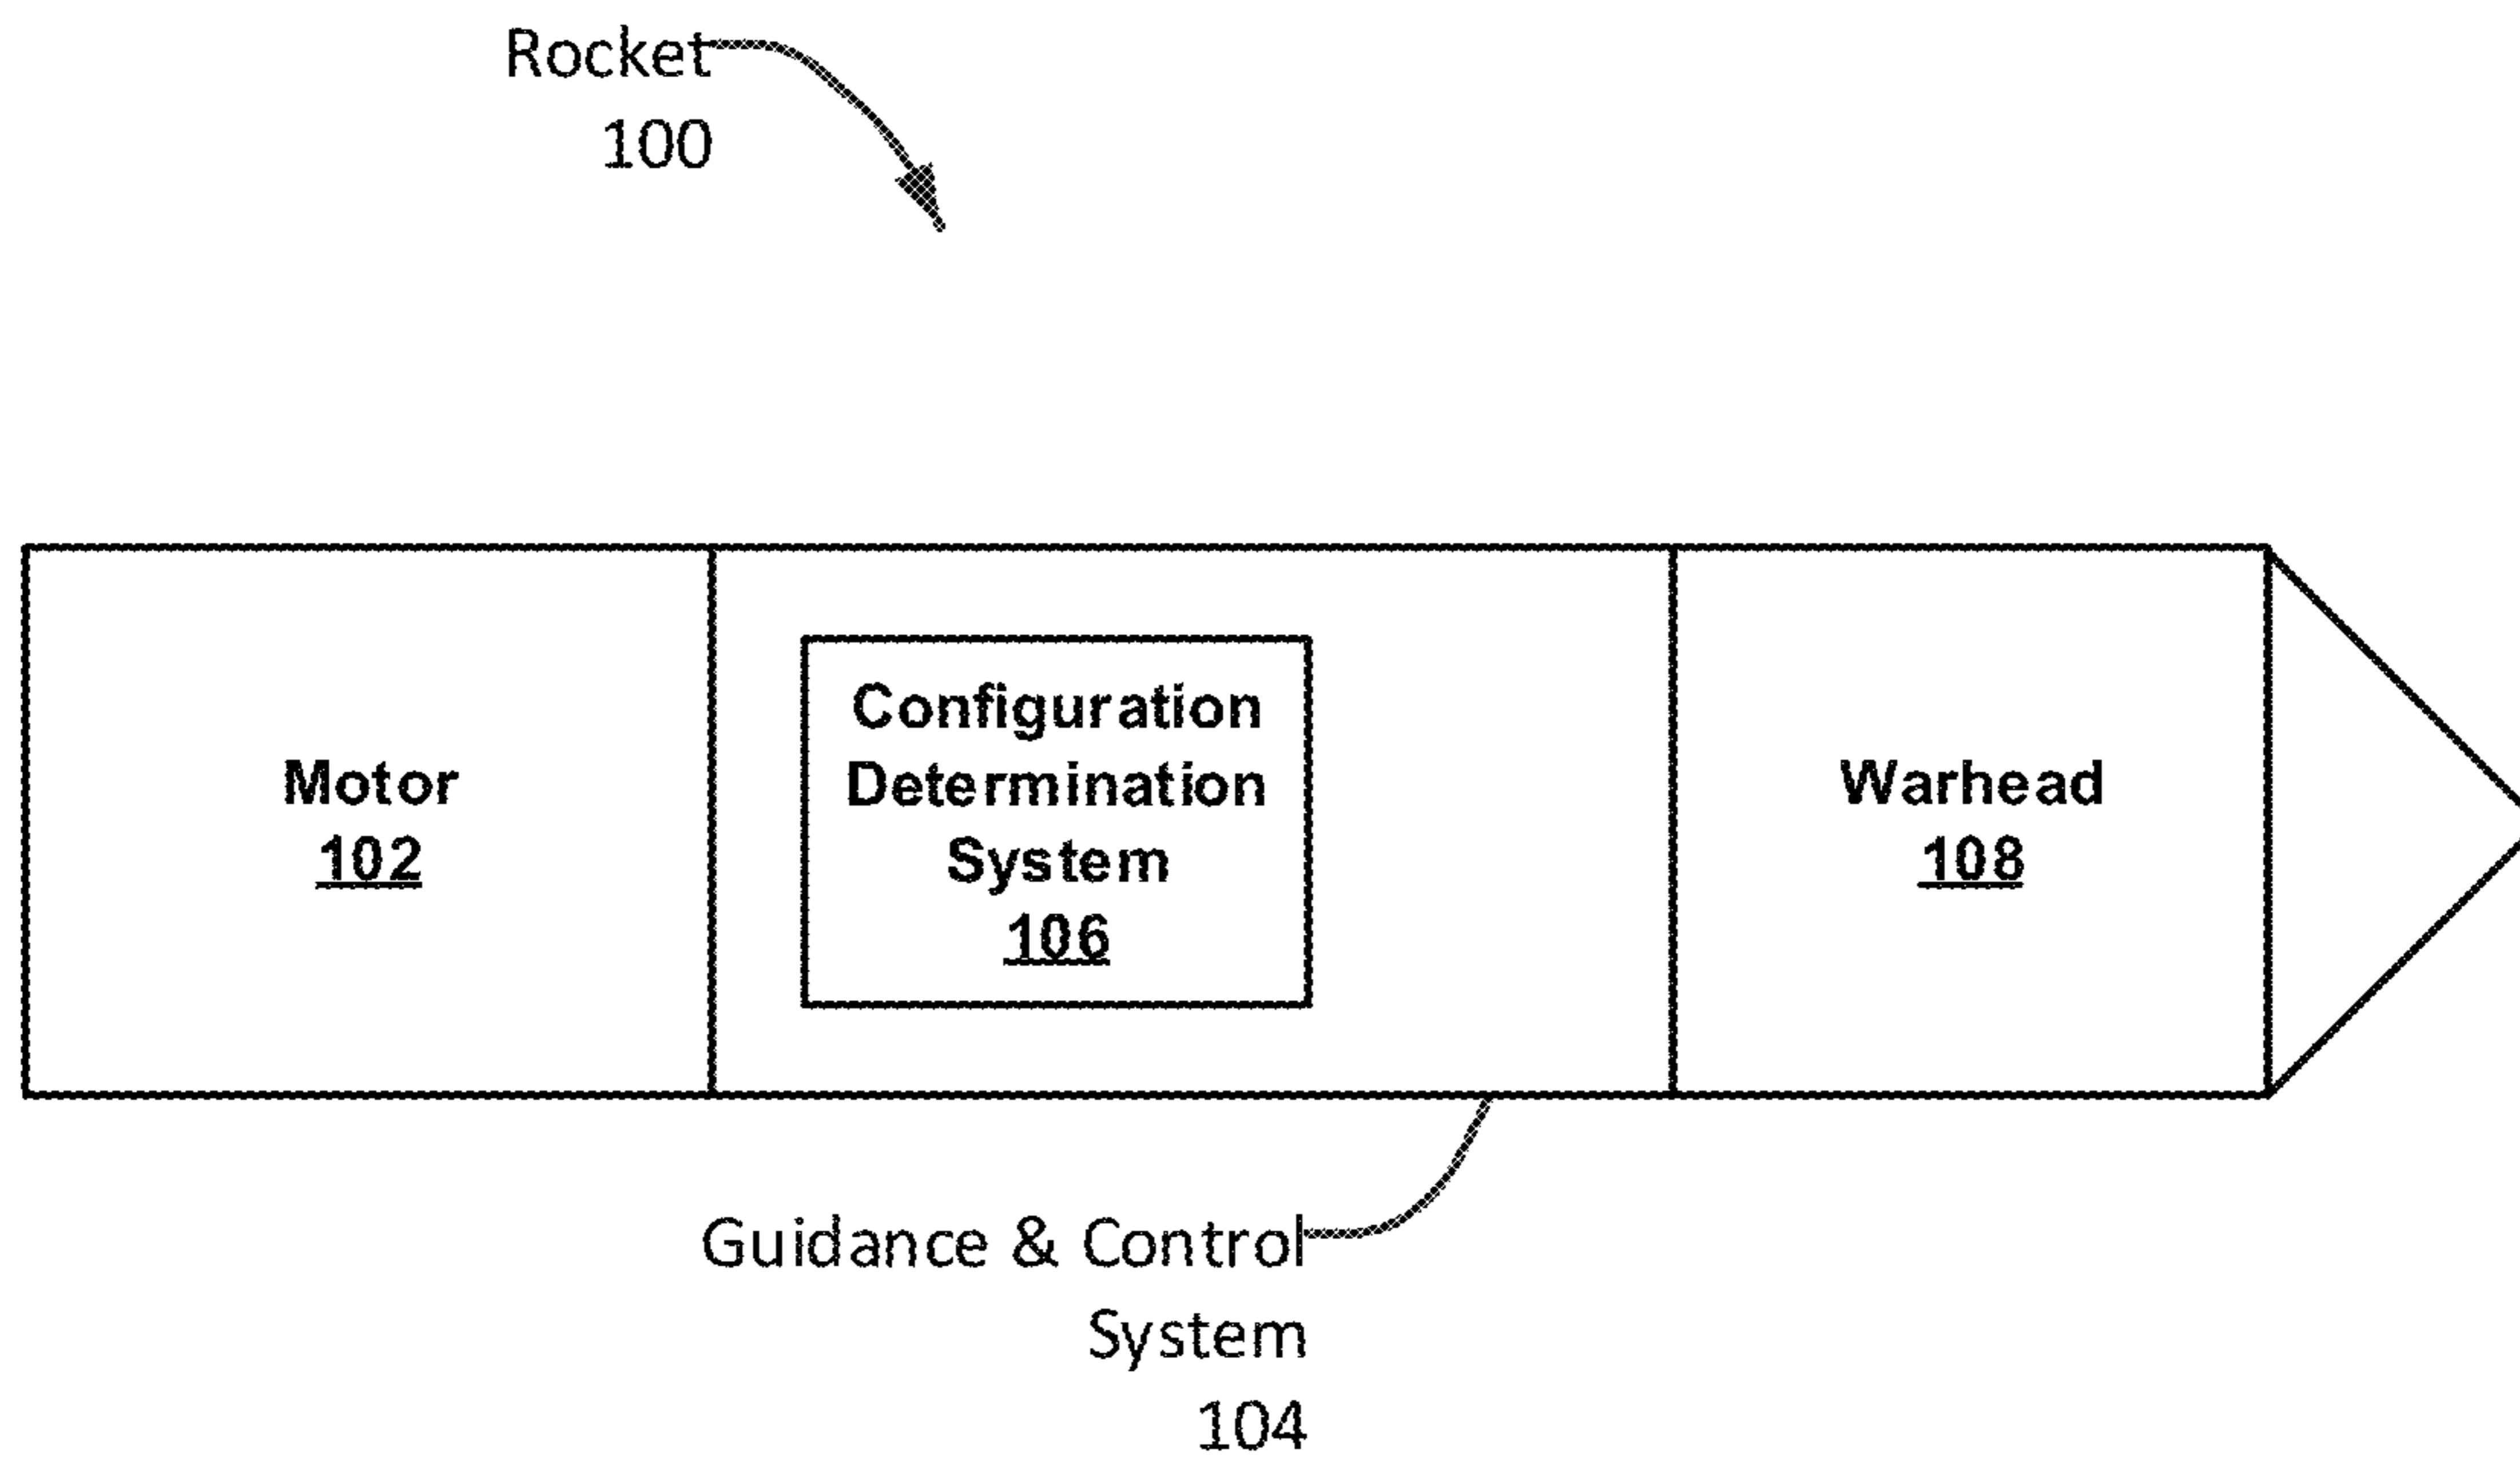 Rocket
100
Motor
102
Configuration
Determination
System
106
Warhead
108
Guidance & Control
System
104